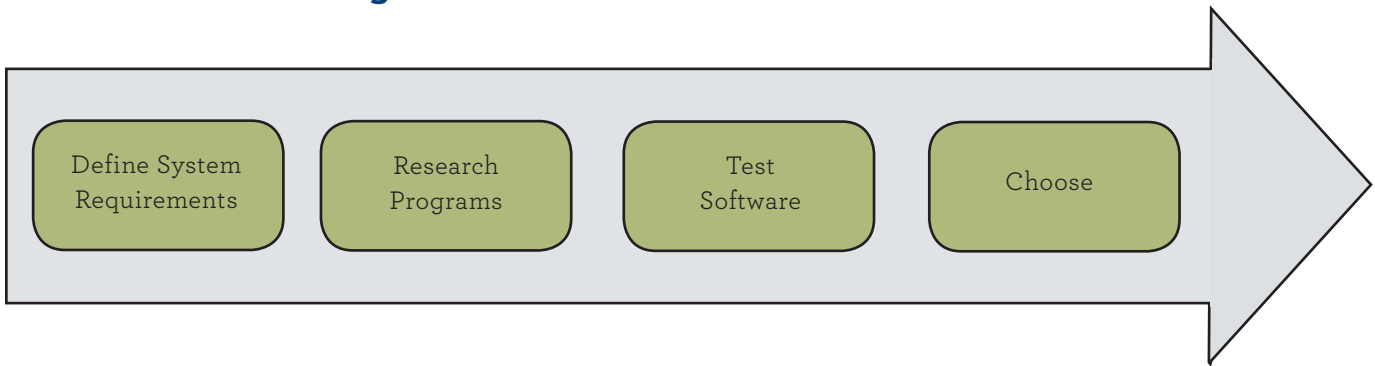 Define System
Requirements
Research
Programs
Test
Software
Choose